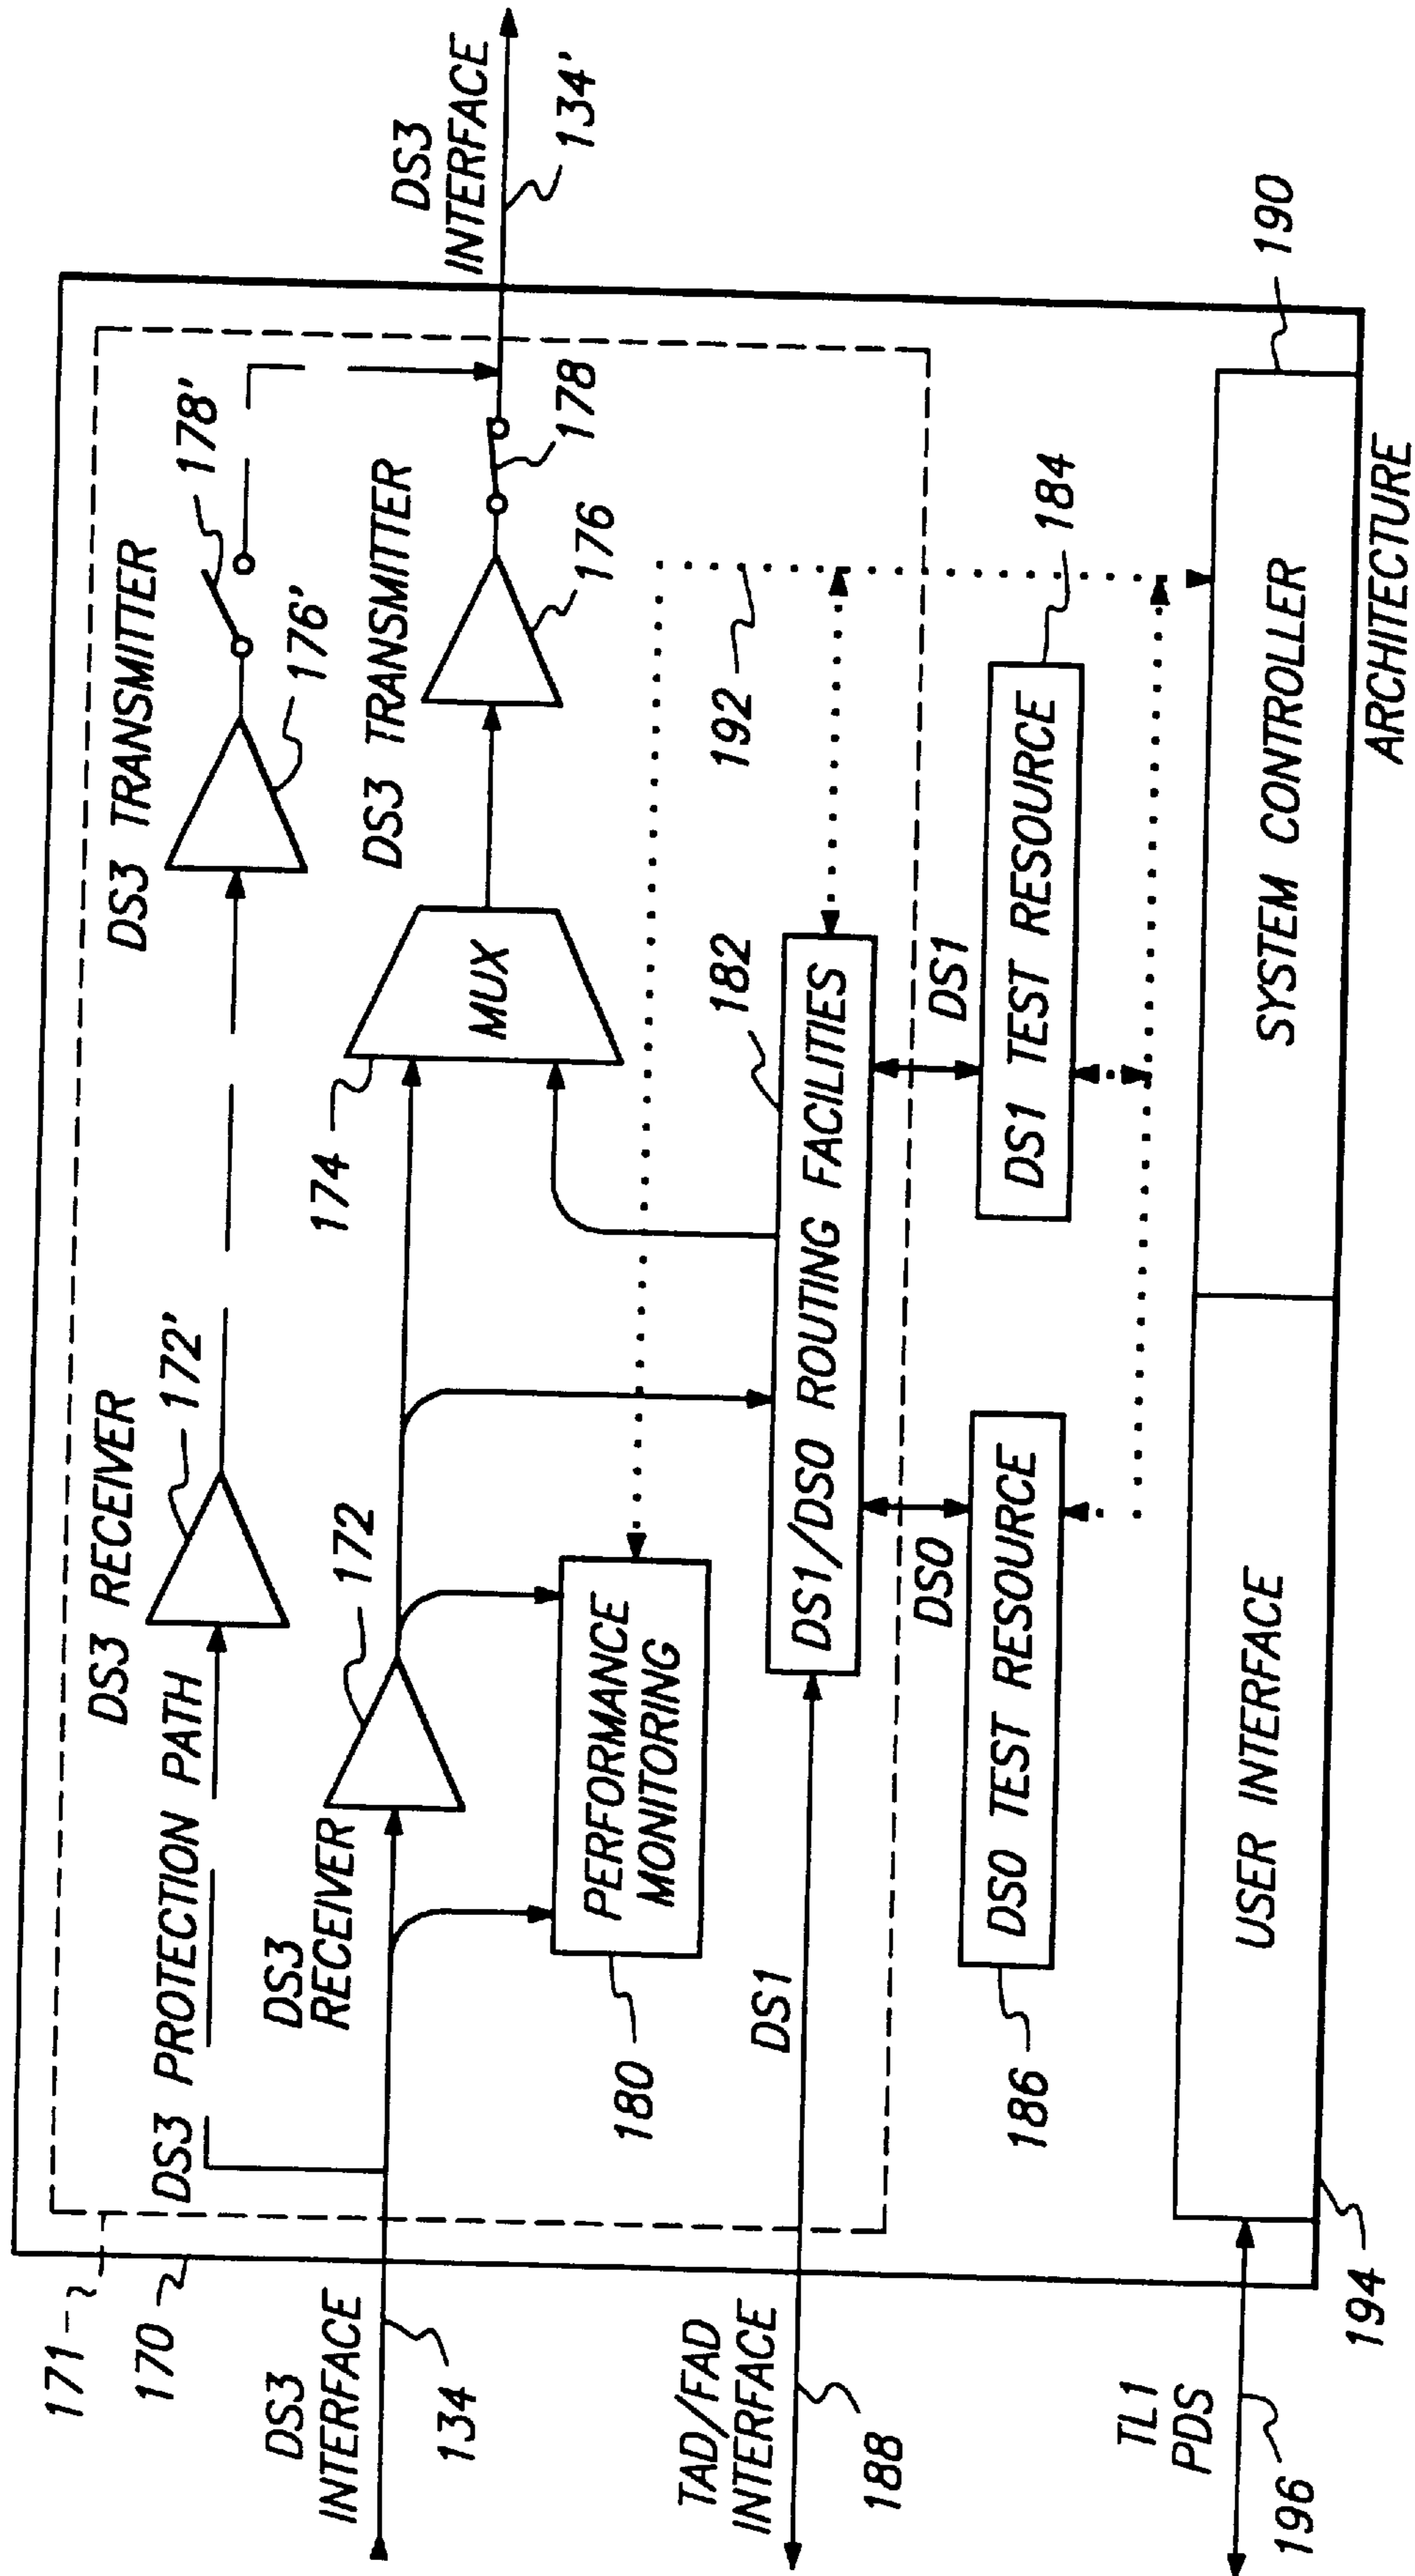 171
170
DS3
INTERFACE
134
TAD/FAD
INTERFACE
188
TL1
PDS
196
194
DS3 PROTECTION PATH
DS3 RECEIVER
172'
DS3 TRANSMITTER
178'
176'
DS3
RECEIVER
172
174
MUX
DS3 TRANSMITTER
176
178
DS3
INTERFACE
134'
180
PERFORMANCE
MONITORING
192
DS1
182
DS1/DS0 ROUTING FACILITIES
DS0
DS1
186
DS0 TEST RESOURCE
DS1 TEST RESOURCE
184
USER INTERFACE
SYSTEM CONTROLLER
190
ARCHITECTURE